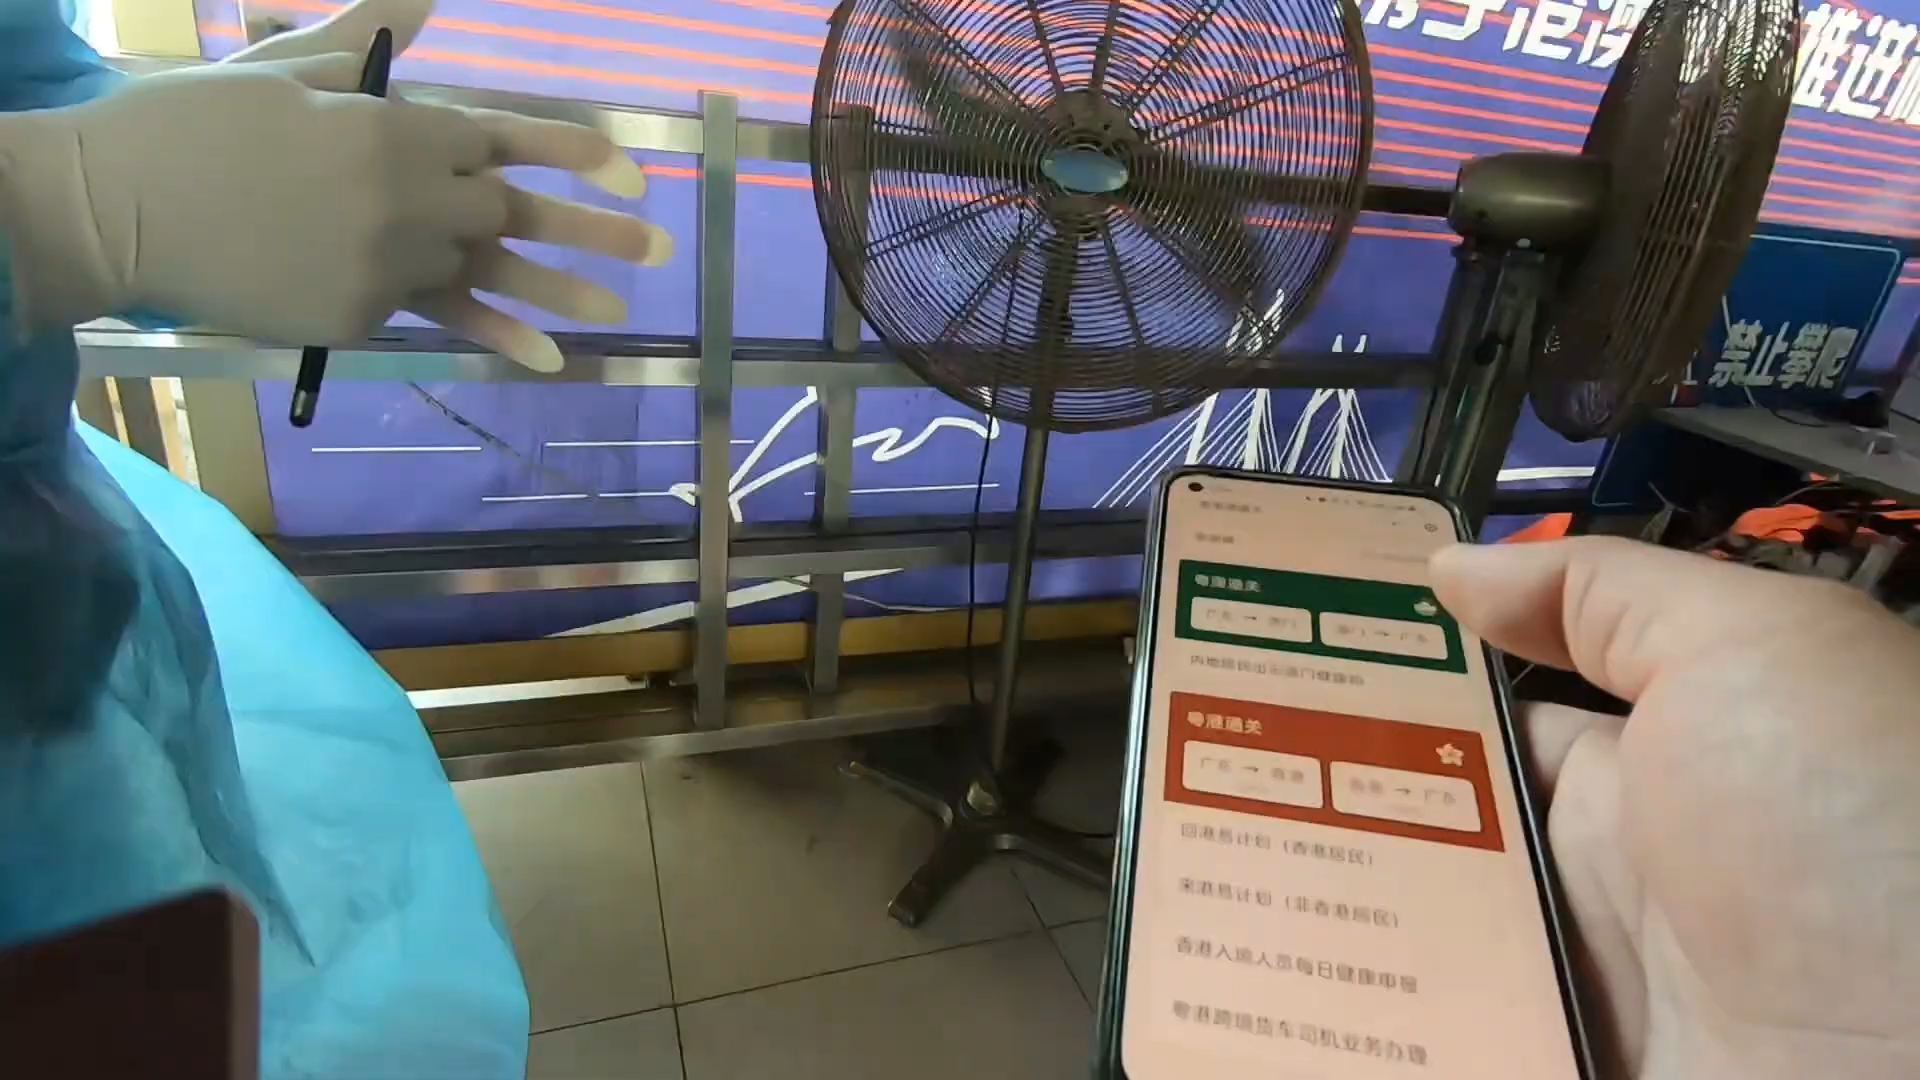 推进
禁止攀爬
粤澳通关
广东 → 澳门
澳门 → 广东
内地居民出示澳门健康码
粤港通关
广东 → 香港
香港 → 广东
回港易计划（香港居民）
来港易计划（非香港居民）
香港入境人员每日健康申报
粤港跨境货车司机业务办理